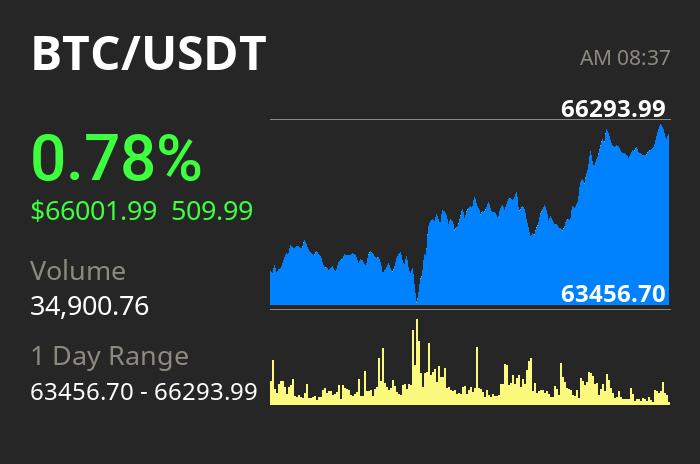 BTC/USDT
AM 08:37
66293.99
0.78%
$66001.99 509.99
Volume
63456.70
34,900.76
1 Day Range
63456.70 - 66293.99